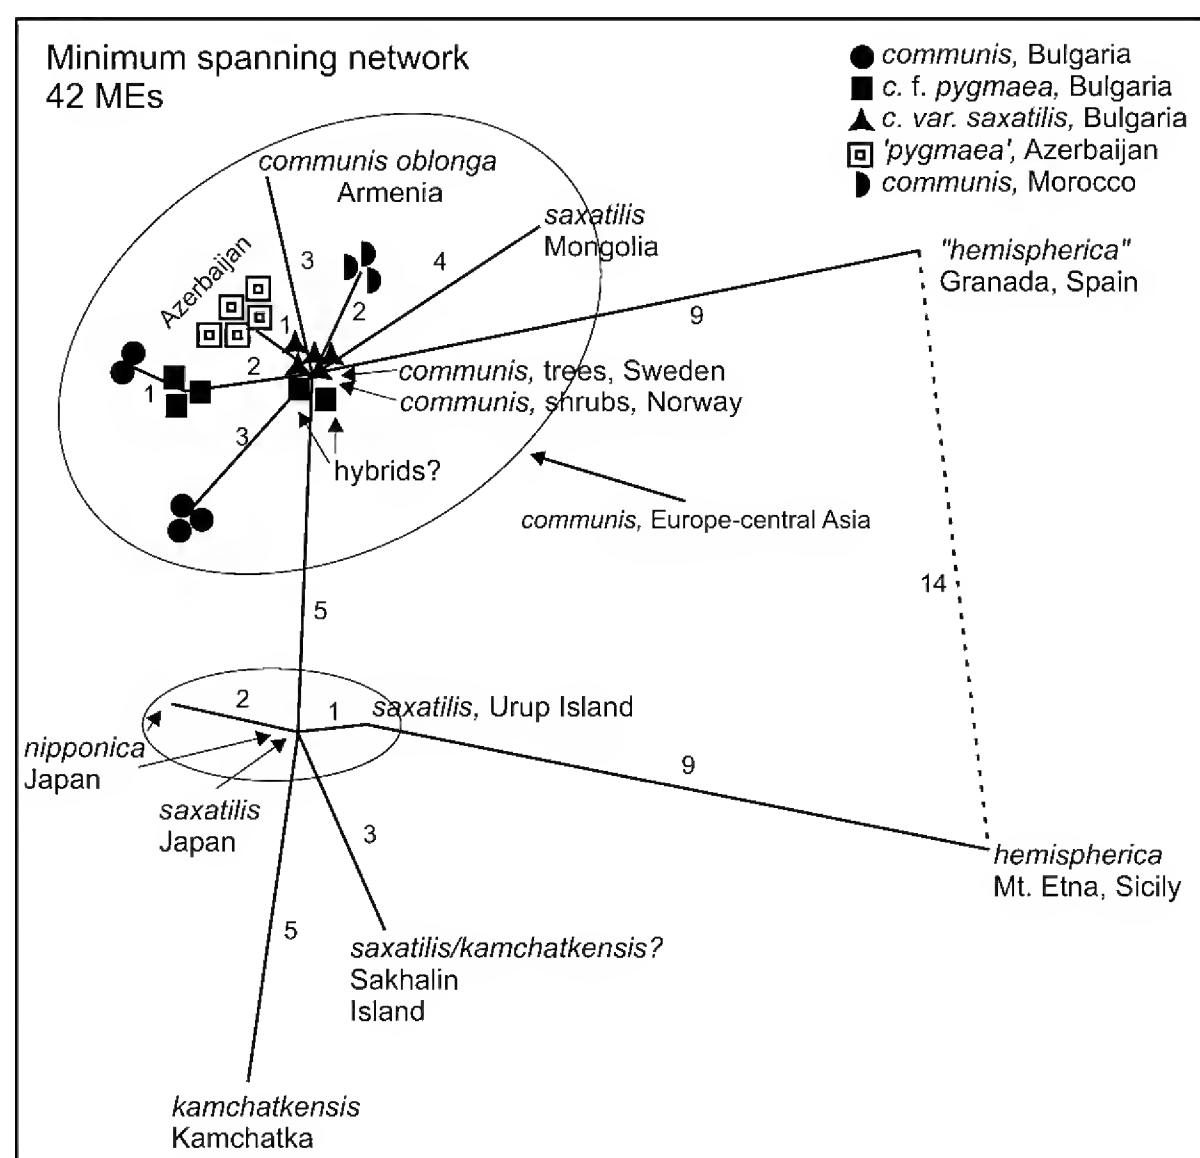 Minimum spanning network
42 MEs
communis, Bulgaria
c. f. pygmaea, Bulgaria
c. var. saxatilis, Bulgaria
'pygmaea', Azerbaijan
communis, Morocco
communis oblonga
Armenia
saxatilis
Mongolia
"hemispherica"
Granada, Spain
Azerbaijan
3
4
1
2
9
2
1
communis, trees, Sweden
communis, shrubs, Norway
3
hybrids?
communis, Europe-central Asia
14
5
2
1
saxatilis, Urup Island
nipponica
Japan
9
saxatilis
Japan
3
hemispherica
Mt. Etna, Sicily
5
saxatilis/kamchatkensis?
Sakhalin
Island
kamchatkensis
Kamchatka